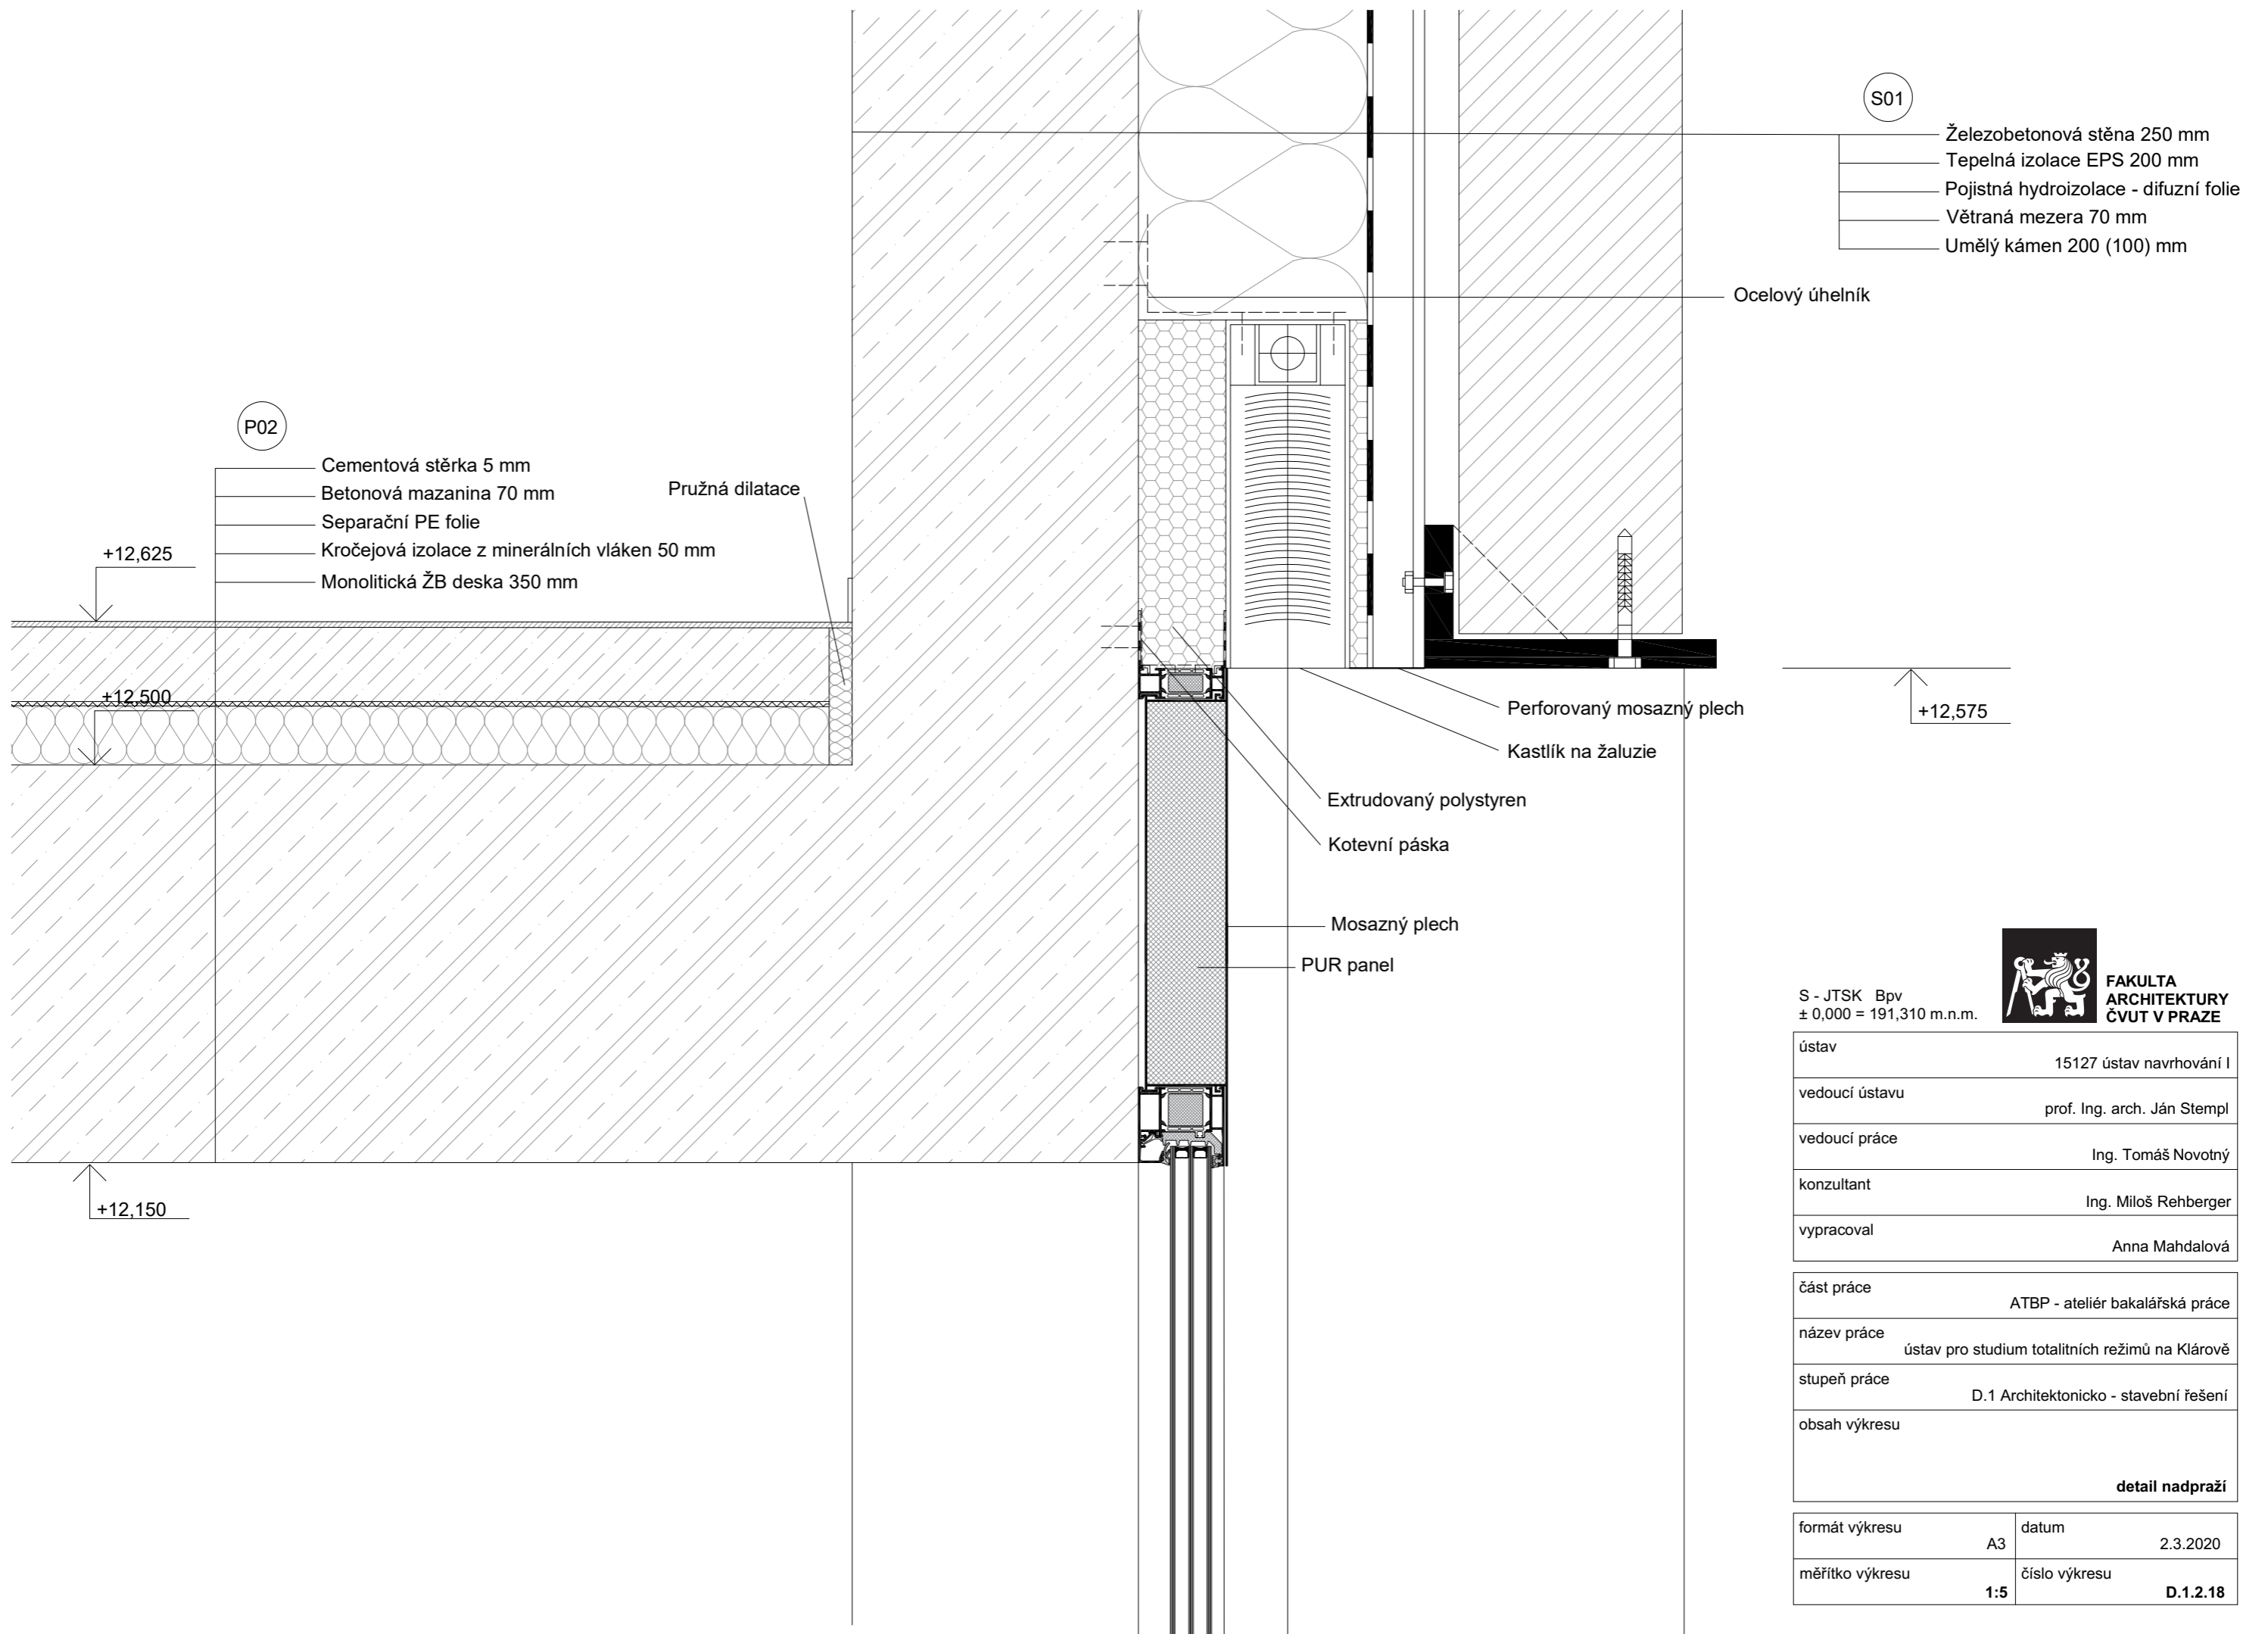 S01
Železobetonová stěna 250 mm
Tepelná izolace EPS 200 mm
Pojistná hydroizolace - difuzní folie
Větraná mezera 70 mm
Umělý kámen 200 (100) mm
Ocelový úhelník
P02
Cementová stěrka 5 mm
Betonová mazanina 70 mm
Separační PE folie
Kročejová izolace z minerálních vláken 50 mm
Monolitická ŽB deska 350 mm
Pružná dilatace
+12,625
+12,500
+12,150
Perforovaný mosazný plech
Kastlík na žaluzie
+12,575
Extrudovaný polystyren
Kotevní páska
Mosazný plech
PUR panel
S - JTSK Bpv
± 0,000 = 191,310 m.n.m.
FAKULTA
ARCHITEKTURY
ČVUT V PRAZE
ústav
15127 ústav navrhování I
vedoucí ústavu
prof. Ing. arch. Ján Stempl
vedoucí práce
Ing. Tomáš Novotný
konzultant
Ing. Miloš Rehberger
vypracoval
Anna Mahdalová
část práce
ATBP - ateliér bakalářská práce
název práce
ústav pro studium totalitních režimů na Klárově
stupeň práce
D.1 Architektonicko - stavební řešení
obsah výkresu
detail nadpraží
formát výkresu
A3
datum
2.3.2020
měřítko výkresu
1:5
číslo výkresu
D.1.2.18